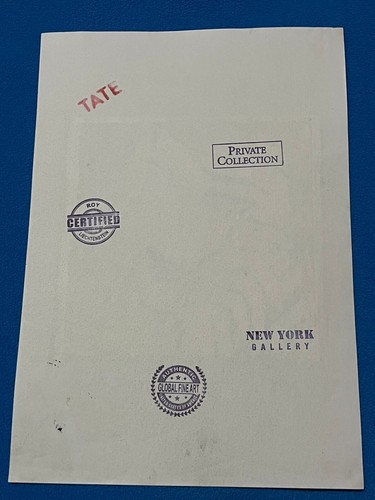 TATE
PRIVATE
COLLECTION
ROY
CERTIFIED
LICHTENSTEIN
NEW YORK
GALLERY
AUTHENTIC
GLOBAL FINE ART